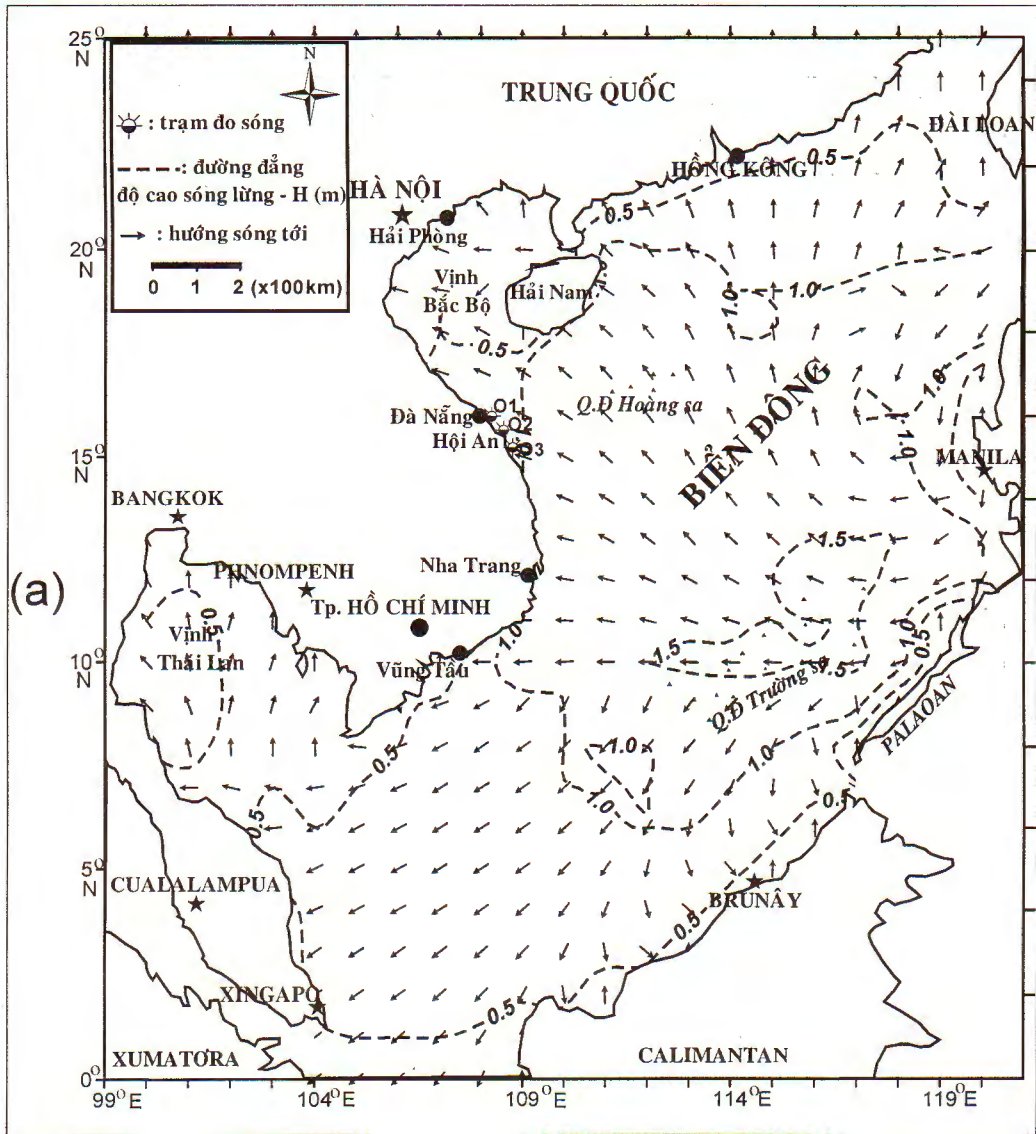 25°
N
N
: trạm đo sóng
: đường đẳng
độ cao sóng lừng - H (m)
: hướng sóng tới
0 1 2 (x100km)
TRUNG QUỐC
ĐÀI LOAN
HỒNG KÔNG
0.5
0.5
HÀ NỘI
Hải Phòng
20°
N
Vịnh
Bắc Bộ
Hải Nam
1.0
1.0
0.5
1.0
Q.Đ Hoàng sa
BIỂN ĐÔNG
Đà Nẵng
O1
O2
Hội An
O3
1.0
MANILA
15°
N
BANGKOK
1.5
Nha Trang
(a)
PHNOMPENH
Tp. HỒ CHÍ MINH
0.5
Vịnh
Thái Lan
1.0
1.5
1.0
0.5
10°
N
Vũng Tầu
1.5
Q.Đ Trường sa
PALAOAN
0.5
1.0
1.0
1.0
0.5
0.5
5°
N
CUALALAMPUA
BRUNÂY
0.5
XINGAPO
0.5
XUMATƠRA
CALIMANTAN
0°
99°E
104°E
109°E
114°E
119°E